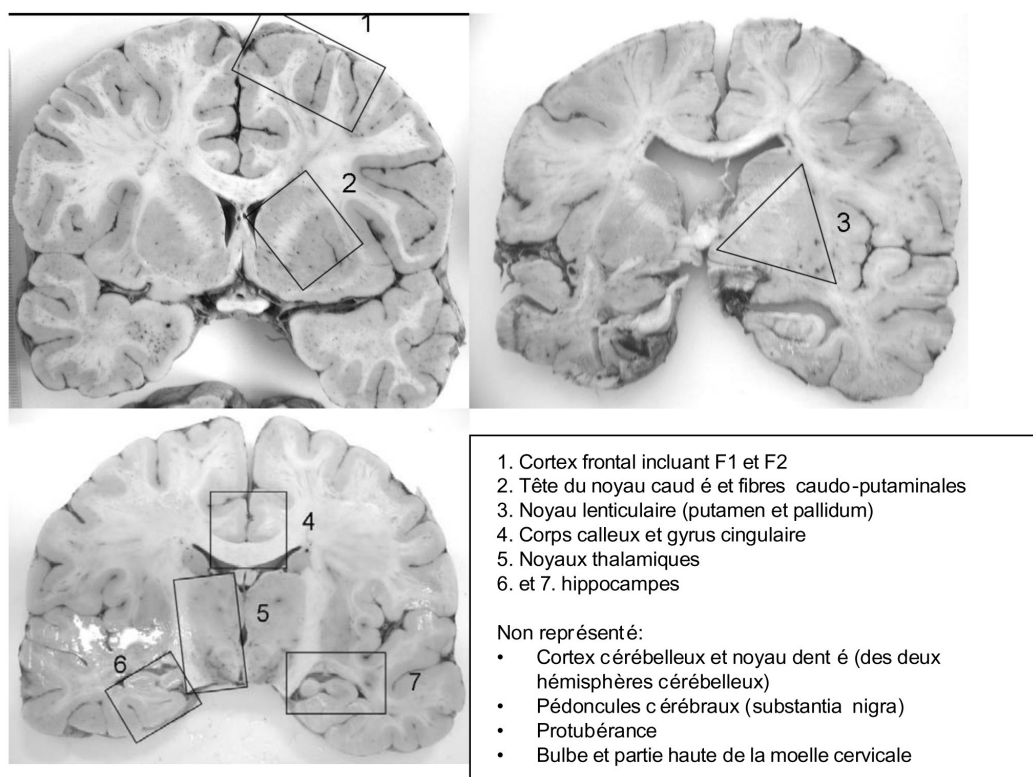 1
2
3
4
5
6
7
1. Cortex frontal incluant F1 et F2
2. Tête du noyau caud é et fibres caudo-putaminales
3. Noyau lenticulaire (putamen et pallidum)
4. Corps calleux et gyrus cingulaire
5. Noyaux thalamiques
6. et 7. hippocampes
Non représenté:
• Cortex cérébelleux et noyau dent é (des deux
hémisphères cérébelleux)
• Pédoncules c érébraux (substantia nigra)
• Protubérance
• Bulbe et partie haute de la moelle cervicale